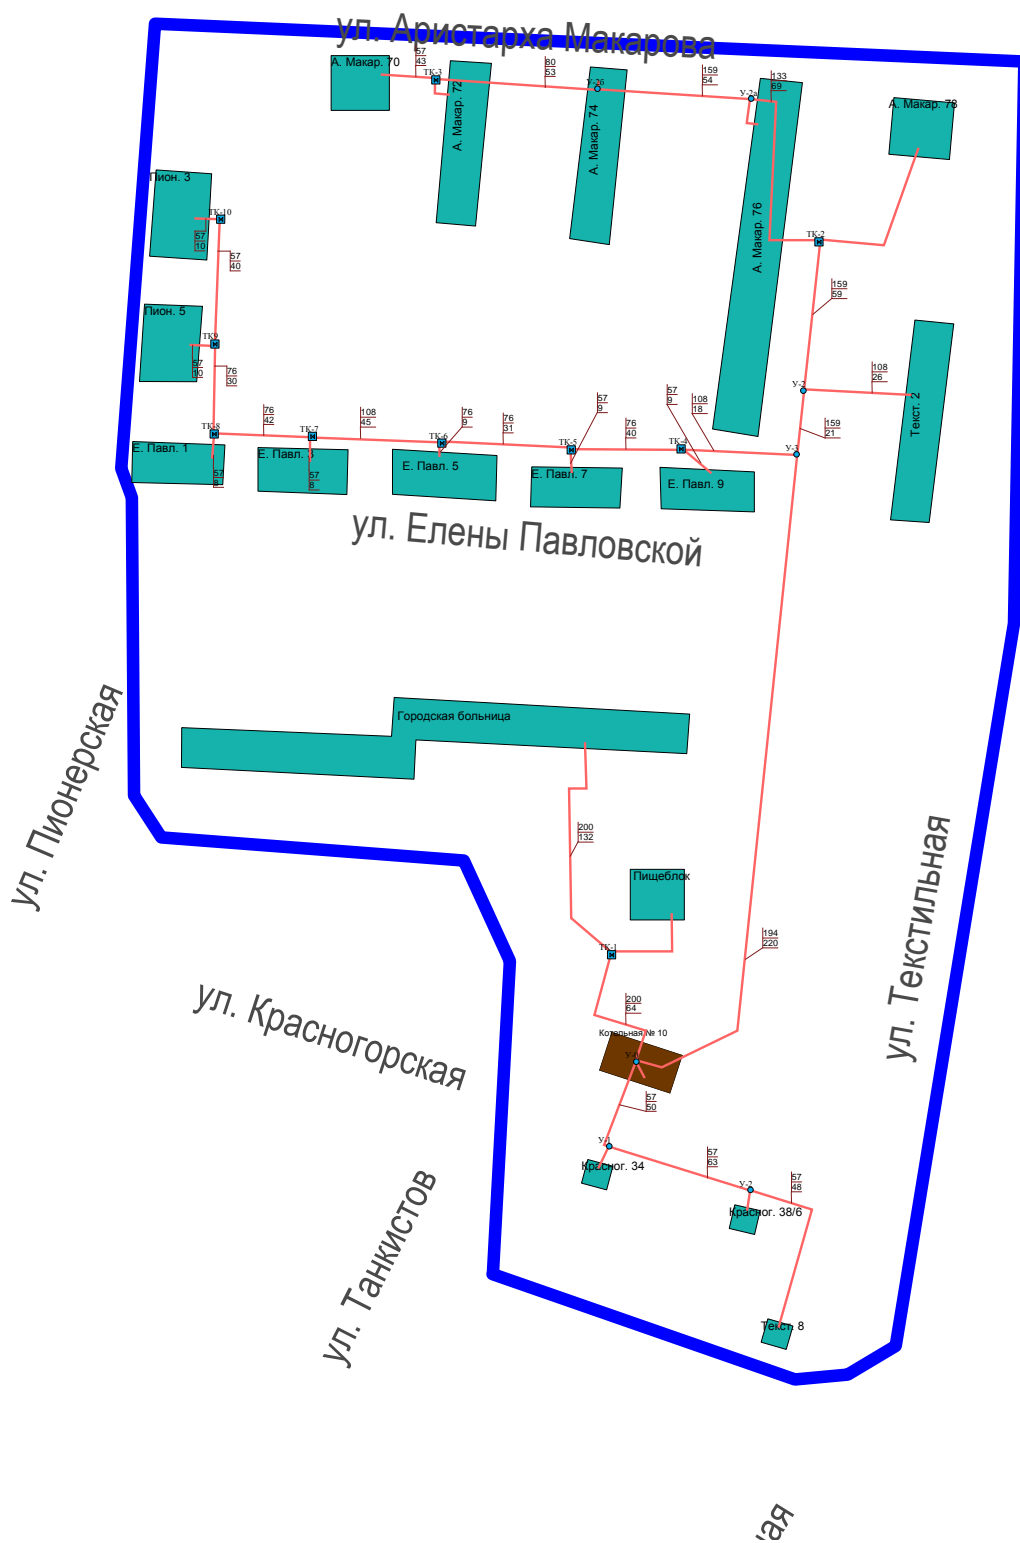 ул. Аристарха Макарова
57
43
80
53
159
54
133
69
А. Макар. 70
ТК-3
У-2б
У-2а
А. Макар. 72
А. Макар. 74
А. Макар. 76
А. Макар. 78
Пион. 3
ТК-10
57
10
57
40
ТК-2
159
59
Пион. 5
ТК9
57
10
76
30
У-2
108
26
Текст. 2
76
42
108
45
76
9
76
31
57
9
76
40
57
9
108
18
159
21
ТК-8
ТК-7
ТК-6
ТК-5
ТК-4
У-3
Е. Павл. 1
Е. Павл. 3
Е. Павл. 5
Е. Павл. 7
Е. Павл. 9
57
8
57
8
ул. Елены Павловской
ул. Пионерская
Городская больница
200
132
Пищеблок
ул. Текстильная
194
220
ТК-1
ул. Красногорская
200
64
Котельная № 10
57
50
У-1
57
63
Красног. 34
У-2
57
48
Красног. 38/6
ул. Танкистов
Текст. 8
ая